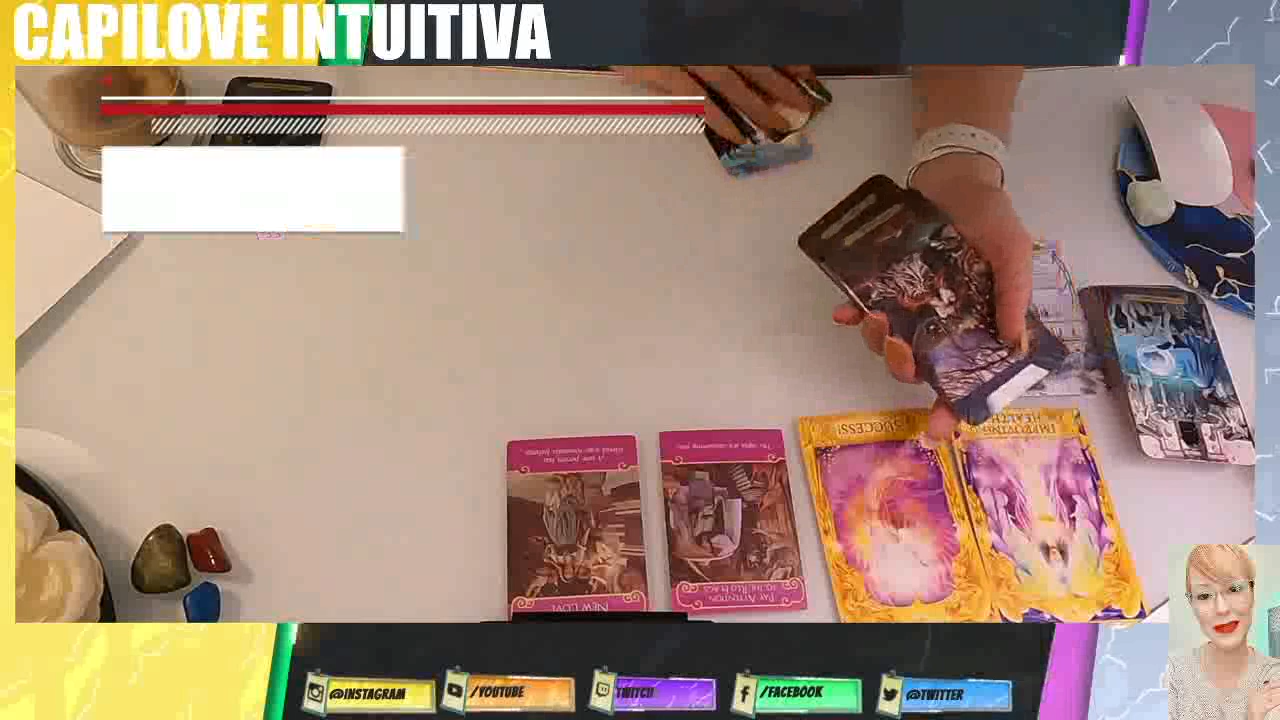 CAPILOVE INTUITIVA
SUCCESS!
IMPROVING
HEALTH
NEW LOVE
PAY ATTENTION
TO THE RED FLAGS
@INSTAGRAM
/YOUTUBE
TWITCH
/FACEBOOK
@TWITTER